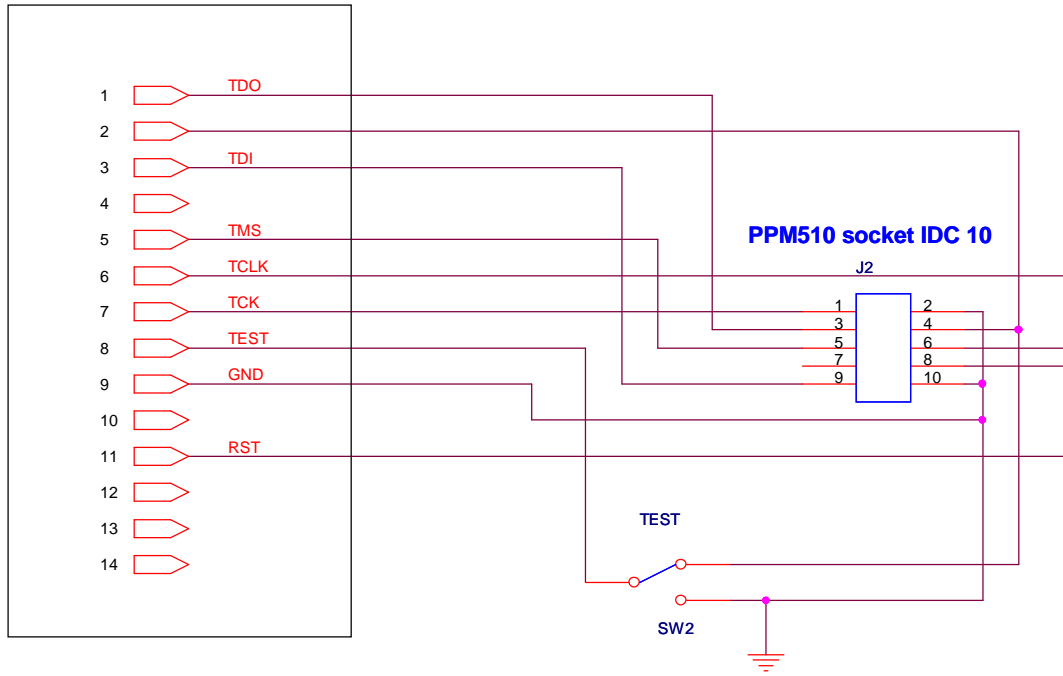 1 TDO
2
3 TDI
4
5 TMS
PPM510 socket IDC 10
6 TCLK
J2
7 TCK
1 2
3 4
8 TEST
5 6
7 8
9 GND
9 10
10
11 RST
12
TEST
13
14
SW2